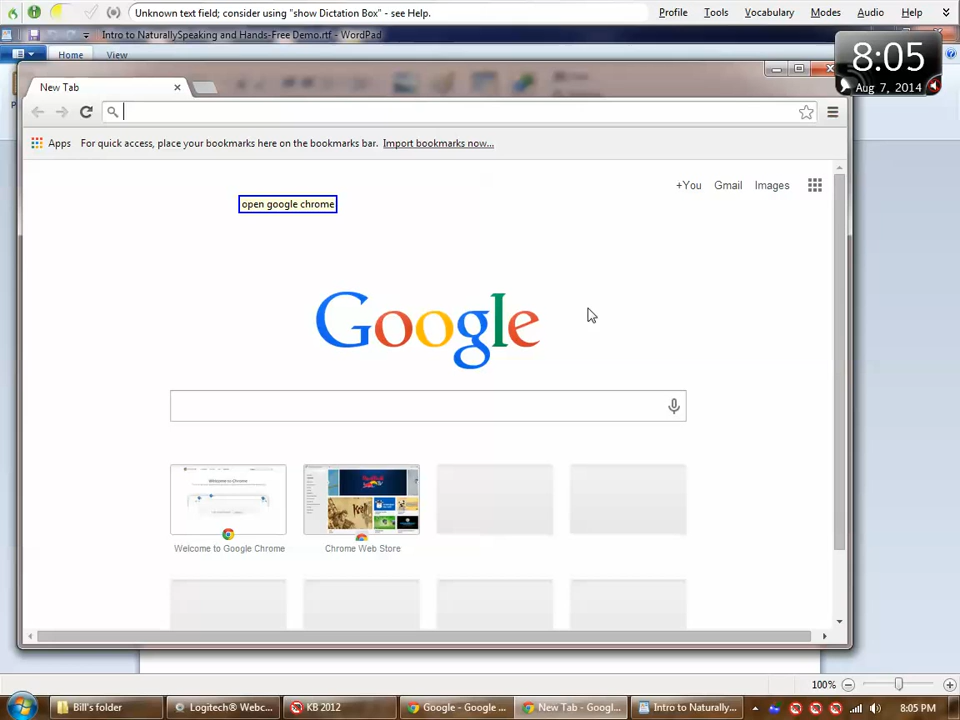 Unknown text field; consider using "show Dictation Box" - see Help.
Profile
Tools
Vocabulary
Modes
Audio
Help
Intro to NaturallySpeaking and Hands-Free Demo.rtf - WordPad
Home
View
8:05
Aug 7, 2014
New Tab
Apps
For quick access, place your bookmarks here on the bookmarks bar.
Import bookmarks now...
+You
Gmail
Images
open google chrome
Google
Welcome to Google Chrome
Chrome Web Store
100%
Bill's folder
Logitech® Webc...
KB 2012
Google - Google ...
New Tab - Googl...
Intro to Naturally...
8:05 PM